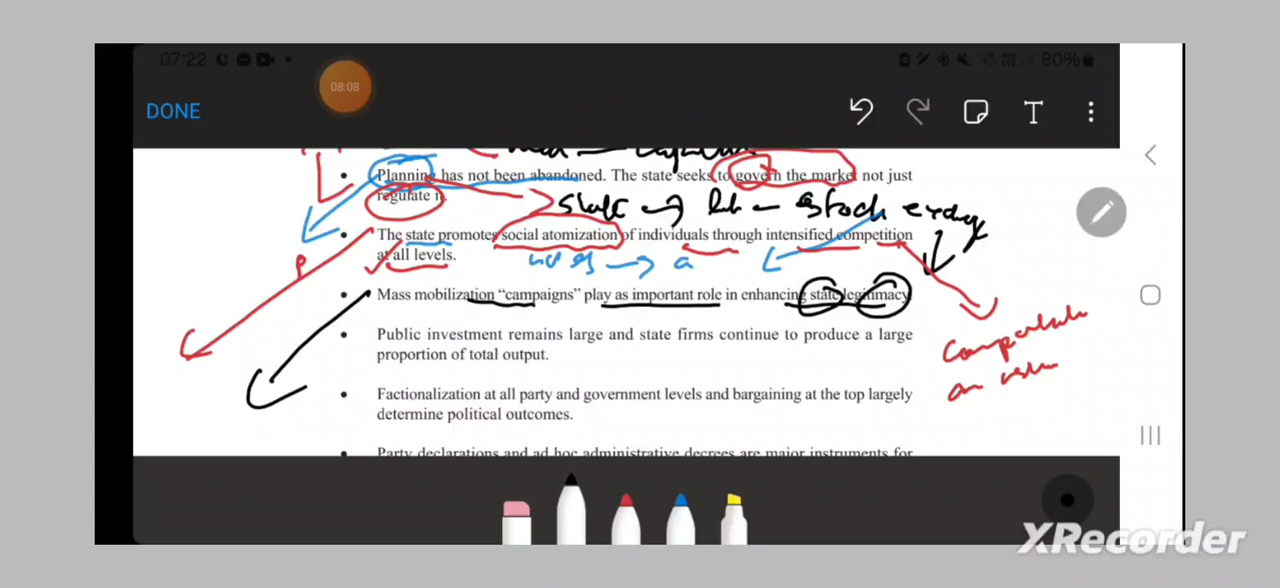 07:22
80%
08:08
DONE
T
Planning has not been abandoned. The state seeks to govern the market not just
regulate it.
State stock exchange
The state promotes social atomization of individuals through intensified competition
at all levels.
Mass mobilization “campaigns” play as important role in enhancing state legitimacy.
Public investment remains large and state firms continue to produce a large
proportion of total output.
Factionalization at all party and government levels and bargaining at the top largely
determine political outcomes.
Party declarations and ad hoc administrative decrees are major instruments for
XRecorder